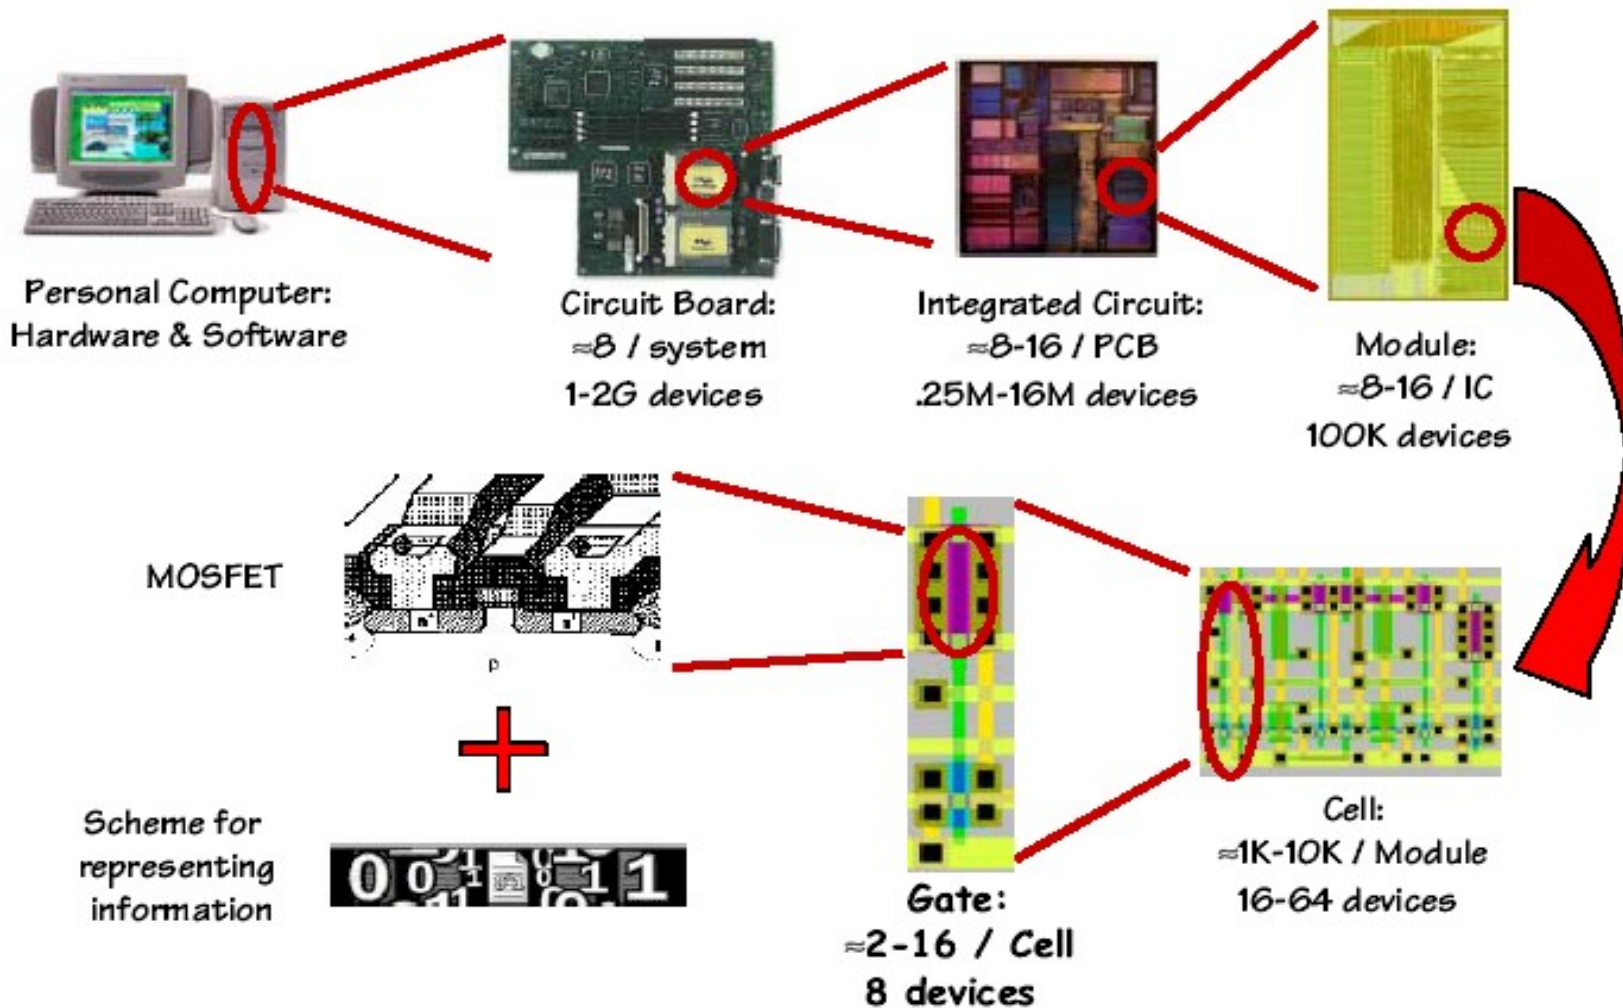 Personal Computer:
Hardware & Software
Circuit Board:
≈8 / system
1-2G devices
Integrated Circuit:
≈8-16 / PCB
.25M-16M devices
Module:
≈8-16 / IC
100K devices
MOSFET
p
Scheme for
representing
information
Gate:
≈2-16 / Cell
8 devices
Cell:
≈1K-10K / Module
16-64 devices